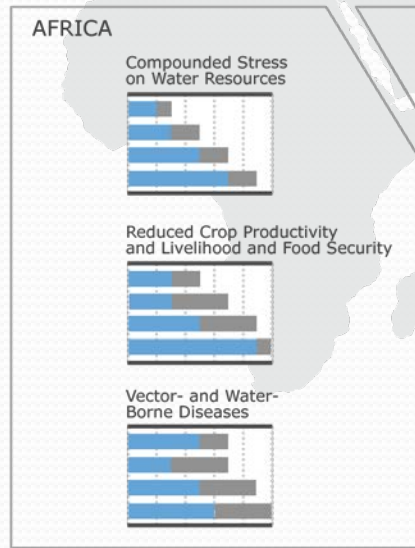 AFRICA
Compounded Stress
on Water Resources
Reduced Crop Productivity
and Livelihood and Food Security
Vector- and Water-
Borne Diseases